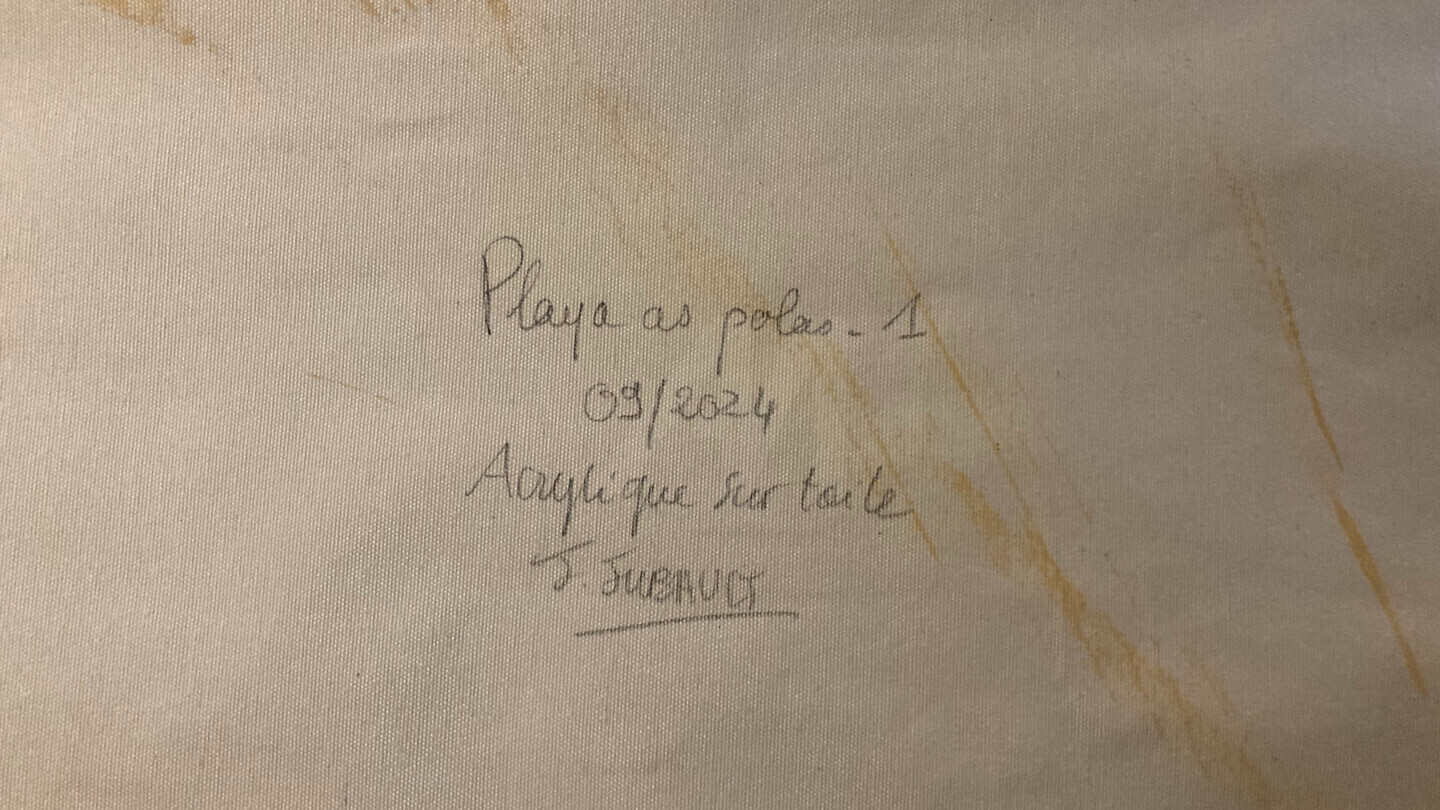 Playa as polas - 1
09/2024
Acrylique sur toile
J. JUBAULT